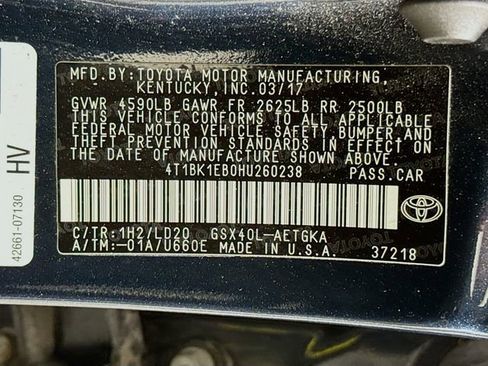 MFD.BY:TOYOTA MOTOR MANUFACTURING,
KENTUCKY, INC.03/17
GVWR 4590LB GAWR FR 2625LB RR 2500LB
THIS VEHICLE CONFORMS TO ALL APPLICABLE
FEDERAL MOTOR VEHICLE SAFETY, BUMPER, AND
THEFT PREVENTION STANDARDS IN EFFECT ON
THE DATE OF MANUFACTURE SHOWN ABOVE.
4T1BK1EB0HU260238 PASS.CAR
C/TR:1H2/LD20 GSX40L-AETGKA
A/TM:-01A/U660E MADE IN U.S.A. 37218
HV
42661-07130